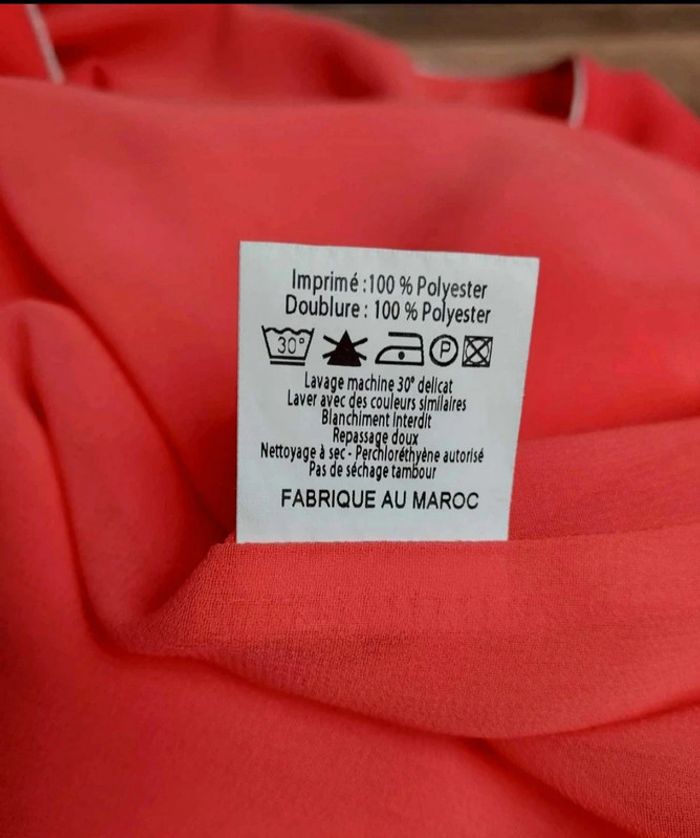 Imprimé :100 % Polyester
Doublure : 100 % Polyester
30° P
Lavage machine 30° delicat
Laver avec des couleurs similaires
Blanchiment Interdit
Repassage doux
Nettoyage à sec - Perchloréthyène autorisé
Pas de séchage tambour
FABRIQUE AU MAROC